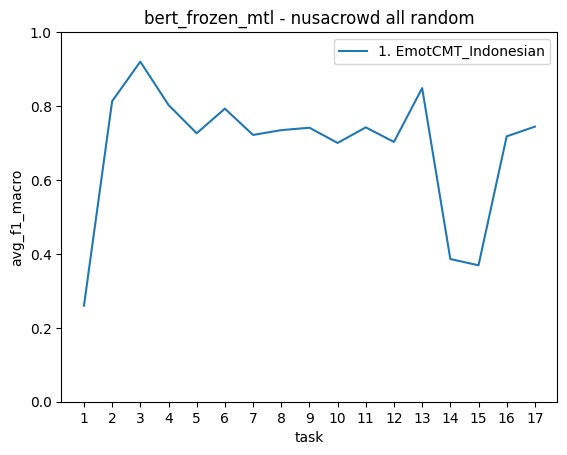 bert_frozen_mtl - nusacrowd all random
1. EmotCMT_Indonesian
1.0
0.8
0.6
0.4
0.2
0.0
avg_f1_macro
1 2 3 4 5 6 7 8 9 10 11 12 13 14 15 16 17
task